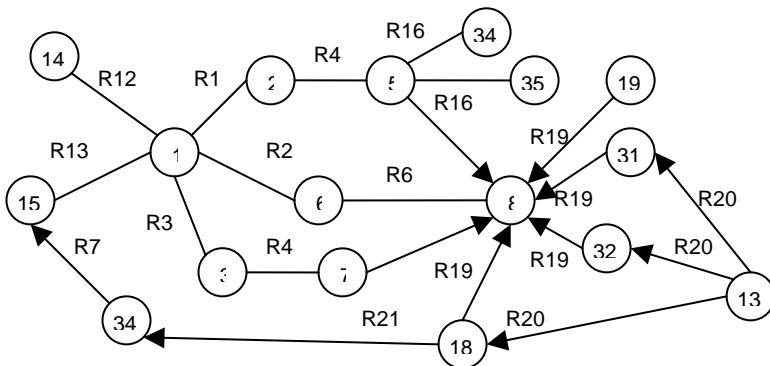 R16 34
14 R4
R12 R1 2 5 35 19
R16
R13 1 R2 R19 31
R6
15 6 8 R19 R20
R3
R4 32 R20
R7 3 7 R19 R19
13
34 R21 R20
18